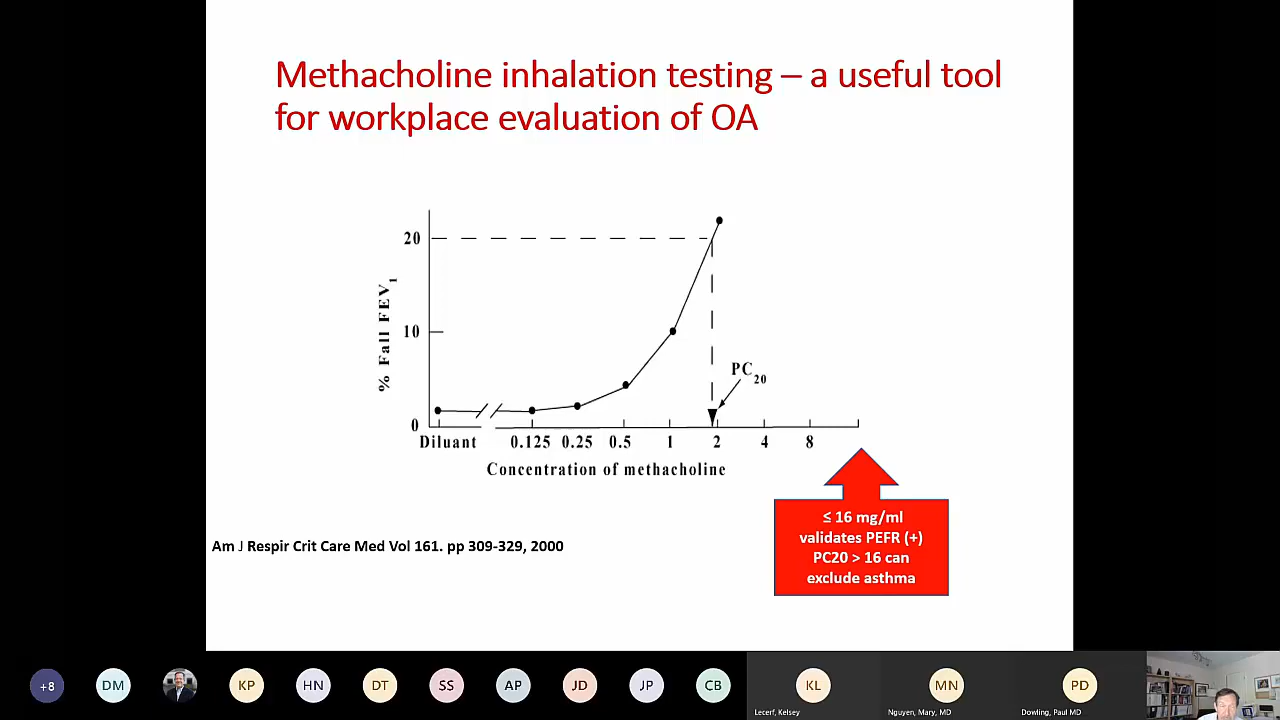 Methacholine inhalation testing – a useful tool
for workplace evaluation of OA
% Fall FEV1
20
10
0
PC20
Diluant 0.125 0.25 0.5 1 2 4 8
Concentration of methacholine
≤ 16 mg/ml
validates PEFR (+)
PC20 > 16 can
exclude asthma
Am J Respir Crit Care Med Vol 161. pp 309-329, 2000
+8 DM KP HN DT SS AP JD JP CB KL MN PD
Lecerf, Kelsey Nguyen, Mary, MD Dowling, Paul MD